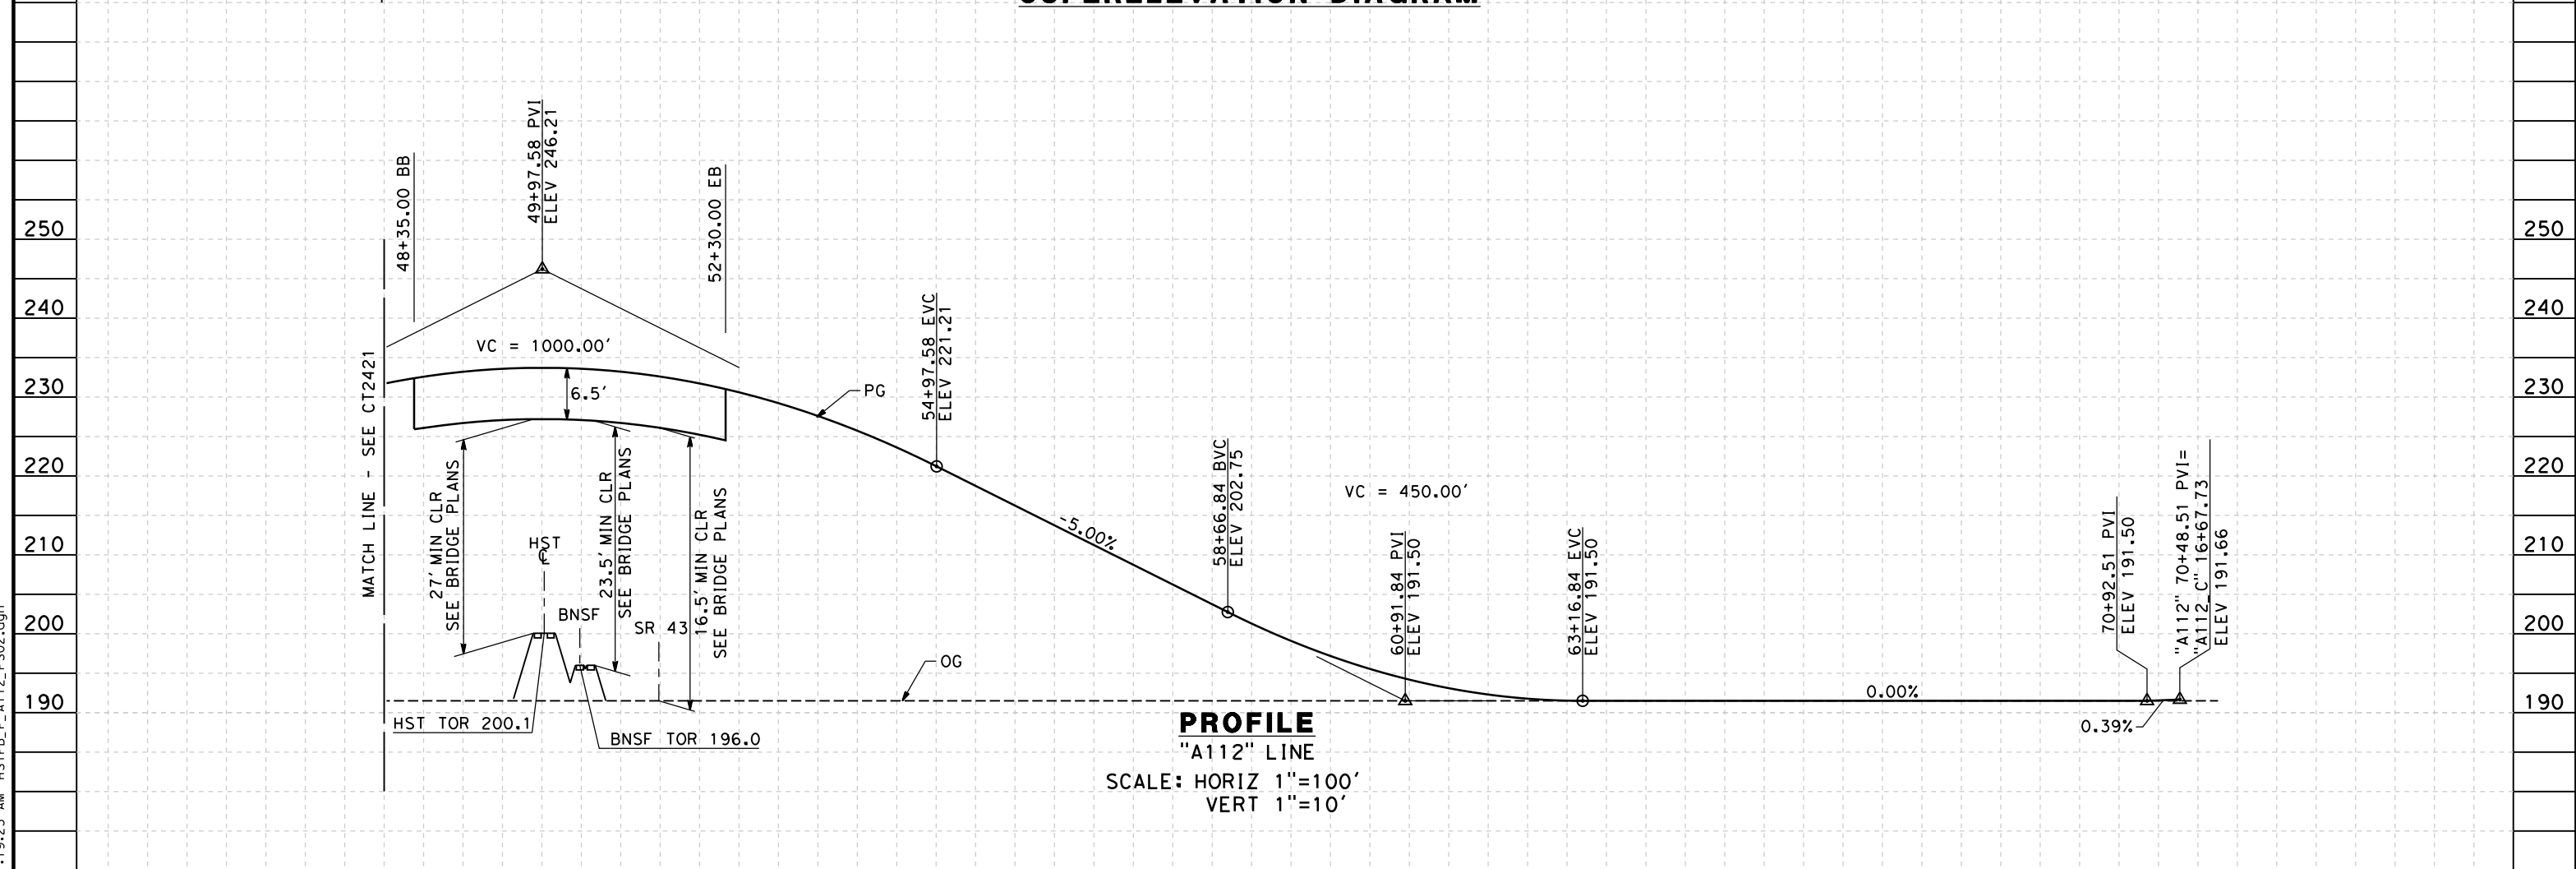 SUPERELEVATION DIAGRAM
48+35.00 BB
49+97.58 PVI
ELEV 246.21
52+30.00 EB
250
250
240
240
230
230
220
220
210
210
200
200
190
190
MATCH LINE - SEE CT2421
VC = 1000.00'
6.5'
PG
54+97.58 EVC
ELEV 221.21
27' MIN CLR
SEE BRIDGE PLANS
23.5' MIN CLR
SEE BRIDGE PLANS
16.5' MIN CLR
SEE BRIDGE PLANS
HST
BNSF
SR 43
HST TOR 200.1
BNSF TOR 196.0
OG
-5.00%
58+66.84 BVC
ELEV 202.75
VC = 450.00'
60+91.84 PVI
ELEV 191.50
63+16.84 EVC
ELEV 191.50
0.00%
70+92.51 PVI
ELEV 191.50
"A112" 70+48.51 PVI=
"A112_C" 16+67.73
ELEV 191.66
0.39%
PROFILE
"A112" LINE
SCALE: HORIZ 1"=100'
VERT 1"=10'